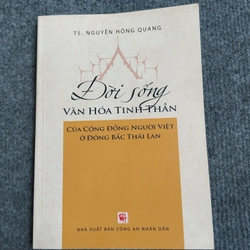 TS. NGUYỄN HỒNG QUANG
Đời sống
VĂN HÓA TINH THẦN
CỦA CỘNG ĐỒNG NGƯỜI VIỆT
Ở ĐÔNG BẮC THÁI LAN
NHÀ XUẤT BẢN CÔNG AN NHÂN DÂN